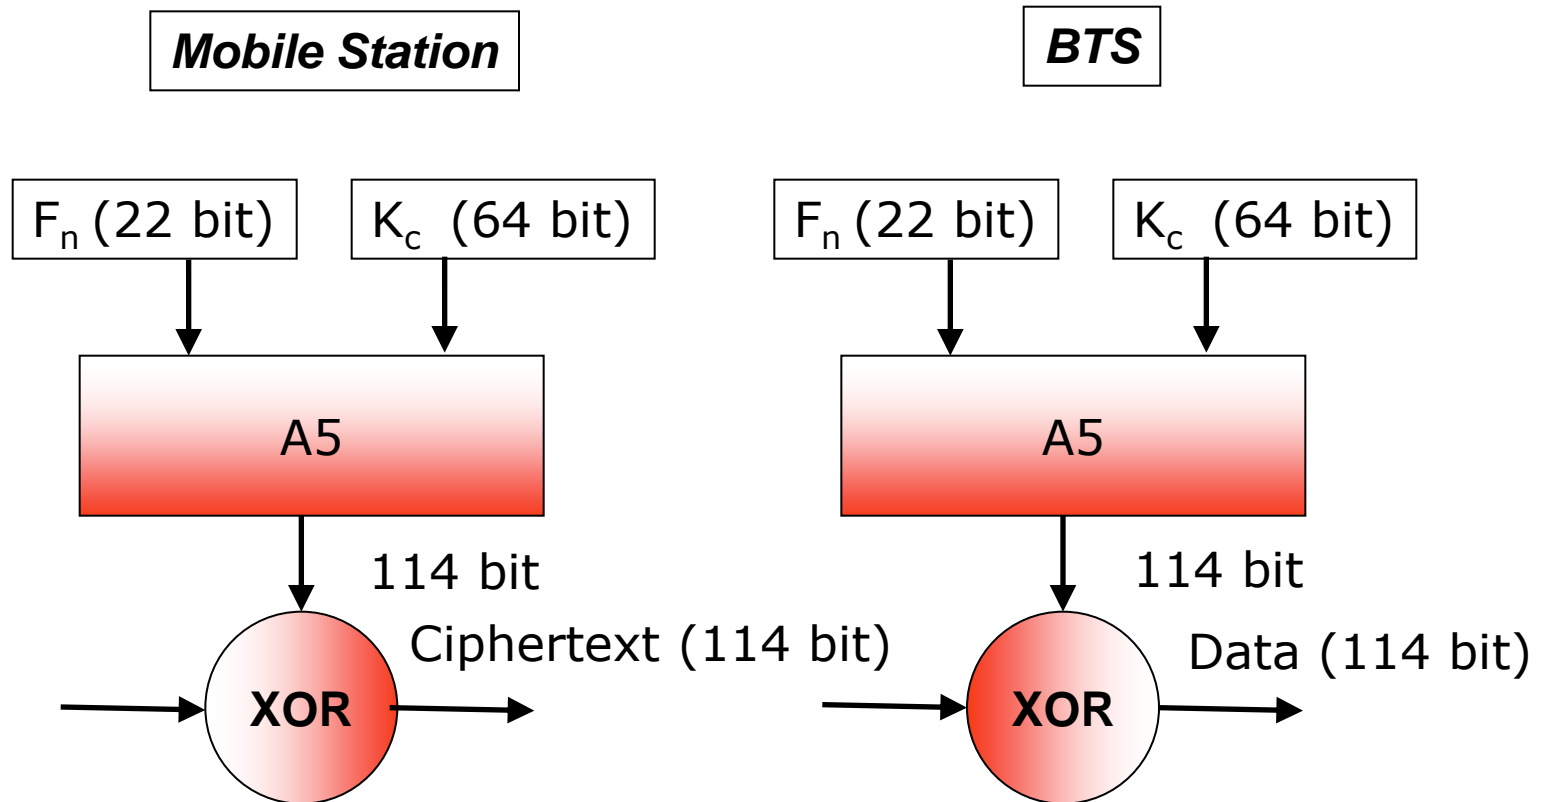 Mobile Station
BTS
Fn (22 bit)
Kc (64 bit)
Fn (22 bit)
Kc (64 bit)
A5
A5
114 bit
114 bit
Ciphertext (114 bit)
Data (114 bit)
XOR
XOR